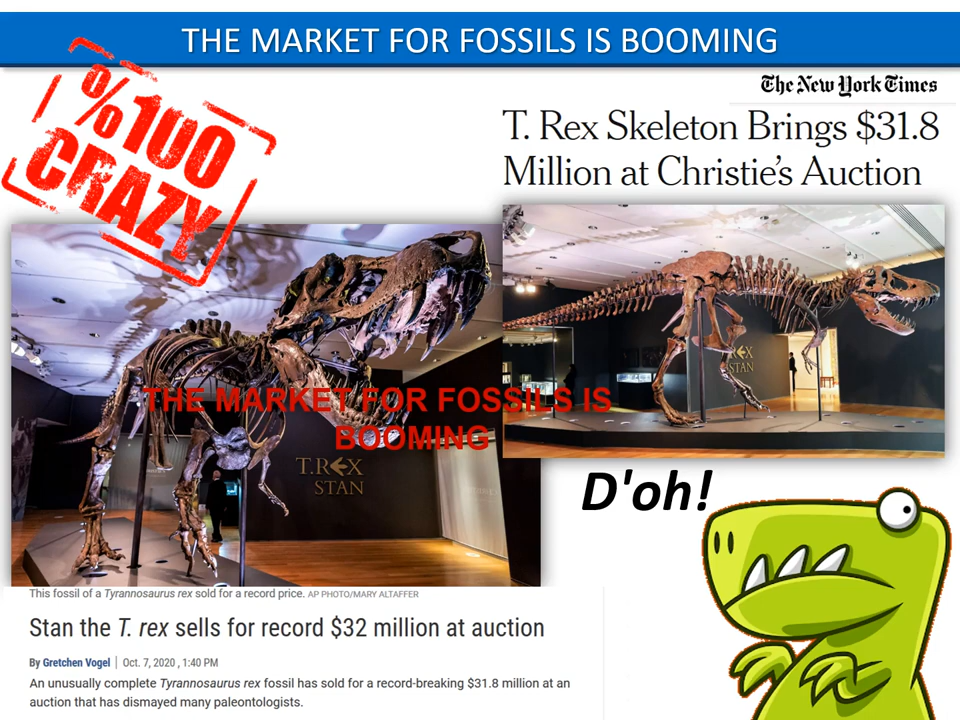 THE MARKET FOR FOSSILS IS BOOMING
%100
CRAZY
The New York Times
T. Rex Skeleton Brings $31.8
Million at Christie's Auction
THE MARKET FOR FOSSILS IS
BOOMING
T.REX
STAN
REX
STAN
D'oh!
This fossil of a Tyrannosaurus rex sold for a record price. AP PHOTO/MARY ALTAFFER
Stan the T. rex sells for record $32 million at auction
By Gretchen Vogel | Oct. 7, 2020 , 1:40 PM
An unusually complete Tyrannosaurus rex fossil has sold for a record-breaking $31.8 million at an
auction that has dismayed many paleontologists.